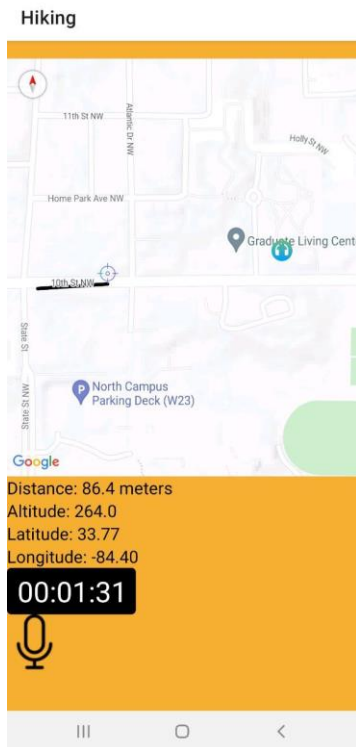 Hiking
11th St NW
Atlantic Dr NW
Holly St NW
Home Park Ave NW
Graduate Living Cent
10th St NW
State St
State St NW
P
North Campus
Parking Deck (W23)
Google
Distance: 86.4 meters
Altitude: 264.0
Latitude: 33.77
Longitude: -84.40
00:01:31